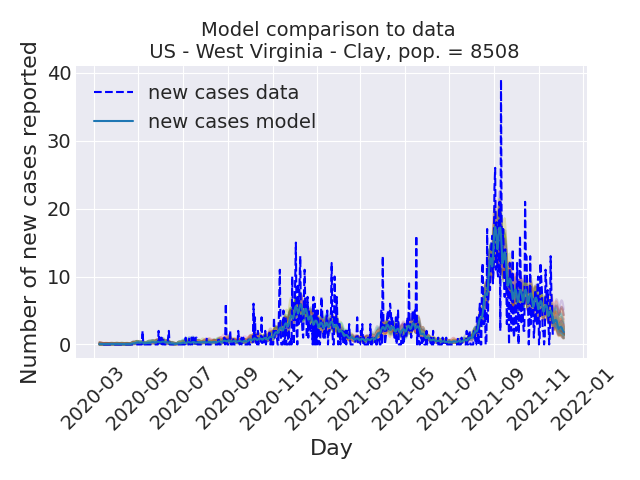 Model comparison to data
US - West Virginia - Clay, pop. = 8508
Number of new cases reported
40
30
20
10
0
new cases data
new cases model
2020-03
2020-05
2020-07
2020-09
2020-11
2021-01
2021-03
2021-05
2021-07
2021-09
2021-11
2022-01
Day